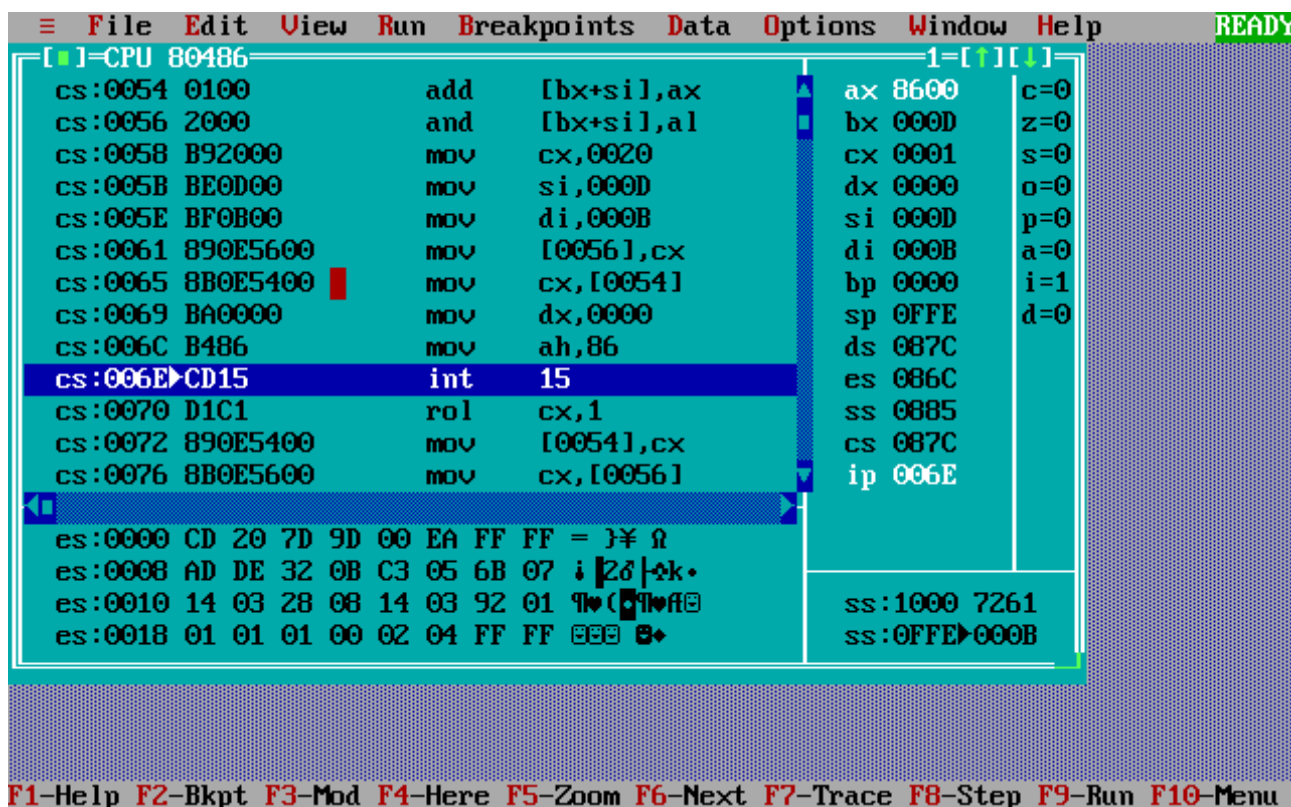 ≡ File Edit View Run Breakpoints Data Options Window Help READY
[■]=CPU 80486 1=[↑][↓]
cs:0054 0100 add [bx+si],ax ax 8600 c=0
cs:0056 2000 and [bx+si],al bx 000D z=0
cs:0058 B92000 mov cx,0020 cx 0001 s=0
cs:005B BE0D00 mov si,000D dx 0000 o=0
cs:005E BF0B00 mov di,000B si 000D p=0
cs:0061 890E5600 mov [0056],cx di 000B a=0
cs:0065 8B0E5400 mov cx,[0054] bp 0000 i=1
cs:0069 BA0000 mov dx,0000 sp 0FFE d=0
cs:006C B486 mov ah,86 ds 087C
cs:006E►CD15 int 15 es 086C
cs:0070 D1C1 rol cx,1 ss 0885
cs:0072 890E5400 mov [0054],cx cs 087C
cs:0076 8B0E5600 mov cx,[0056] ip 006E
es:0000 CD 20 7D 9D 00 EA FF FF = }¥ Ω
es:0008 AD DE 32 0B C3 05 6B 07 ¡▐2♂├♣k•
es:0010 14 03 28 08 14 03 92 01 ¶♥(◘¶♥Æ☺ ss:1000 7261
es:0018 01 01 01 00 02 04 FF FF ☺☺☺ ☻♦ ss:0FFE►000B
F1-Help F2-Bkpt F3-Mod F4-Here F5-Zoom F6-Next F7-Trace F8-Step F9-Run F10-Menu